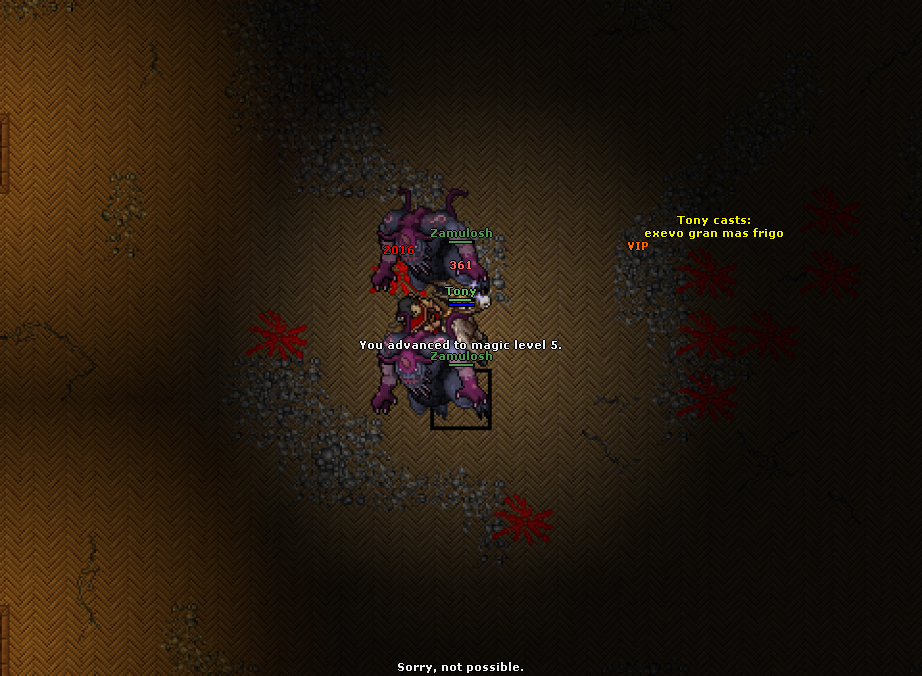 Tony casts:
exevo gran mas frigo
Zamulosh
VIP
2016
361
Tony
You advanced to magic level 5.
Zamulosh
Sorry, not possible.